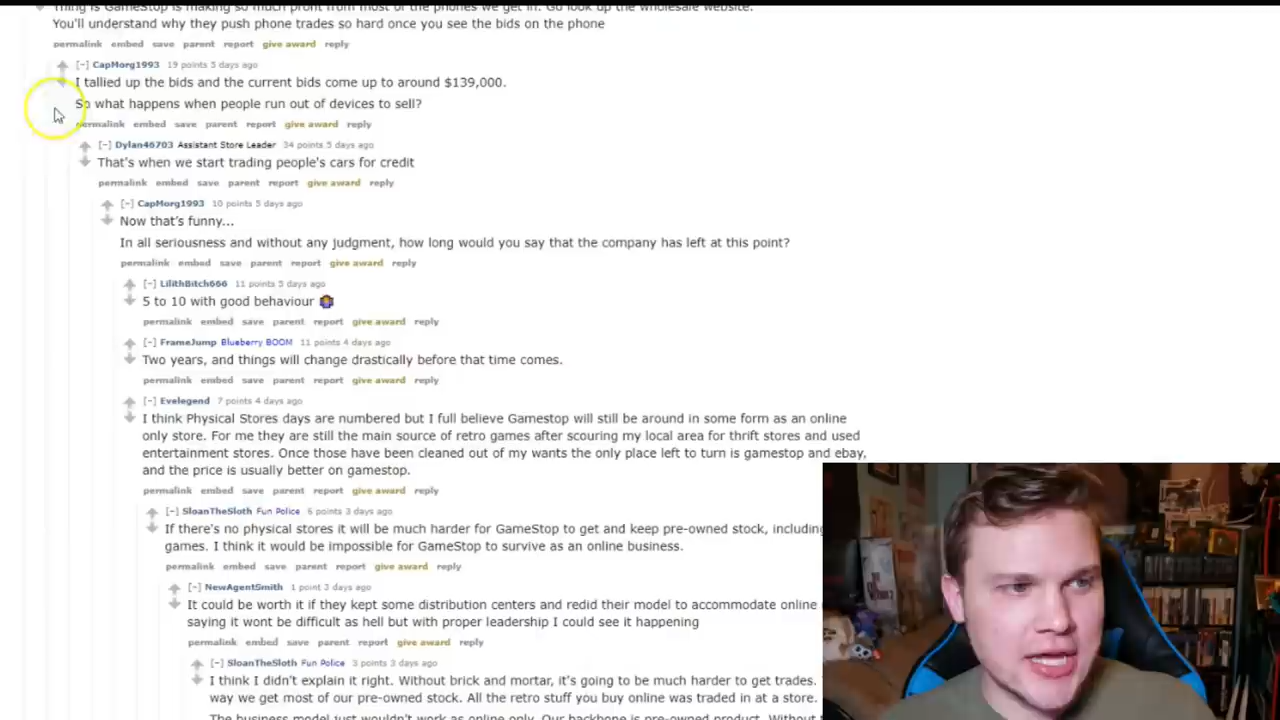 Thing is GameStop is making so much profit from most of the phones we get in. Go look up the wholesale website.
You'll understand why they push phone trades so hard once you see the bids on the phone
permalink embed save parent report give award reply
[-] CapMorg1993 19 points 5 days ago
I tallied up the bids and the current bids come up to around $139,000.
So what happens when people run out of devices to sell?
permalink embed save parent report give award reply
[-] Dylan46703 Assistant Store Leader 34 points 5 days ago
That's when we start trading people's cars for credit
permalink embed save parent report give award reply
[-] CapMorg1993 10 points 5 days ago
Now that's funny...
In all seriousness and without any judgment, how long would you say that the company has left at this point?
permalink embed save parent report give award reply
[-] LilithBitch666 11 points 5 days ago
5 to 10 with good behaviour
permalink embed save parent report give award reply
[-] FrameJump Blueberry BOOM 11 points 4 days ago
Two years, and things will change drastically before that time comes.
permalink embed save parent report give award reply
[-] Evelegend 7 points 4 days ago
I think Physical Stores days are numbered but I full believe Gamestop will still be around in some form as an online
only store. For me they are still the main source of retro games after scouring my local area for thrift stores and used
entertainment stores. Once those have been cleaned out of my wants the only place left to turn is gamestop and ebay,
and the price is usually better on gamestop.
permalink embed save parent report give award reply
[-] SloanTheSloth Fun Police 6 points 3 days ago
If there's no physical stores it will be much harder for GameStop to get and keep pre-owned stock, including
games. I think it would be impossible for GameStop to survive as an online business.
permalink embed save parent report give award reply
[-] NewAgentSmith 1 point 3 days ago
It could be worth it if they kept some distribution centers and redid their model to accommodate online
saying it wont be difficult as hell but with proper leadership I could see it happening
permalink embed save parent report give award reply
[-] SloanTheSloth Fun Police 3 points 3 days ago
I think I didn't explain it right. Without brick and mortar, it's going to be much harder to get trades.
way we get most of our pre-owned stock. All the retro stuff you buy online was traded in at a store.
The business model just wouldn't work as online only. Our backbone is pre-owned product. Without